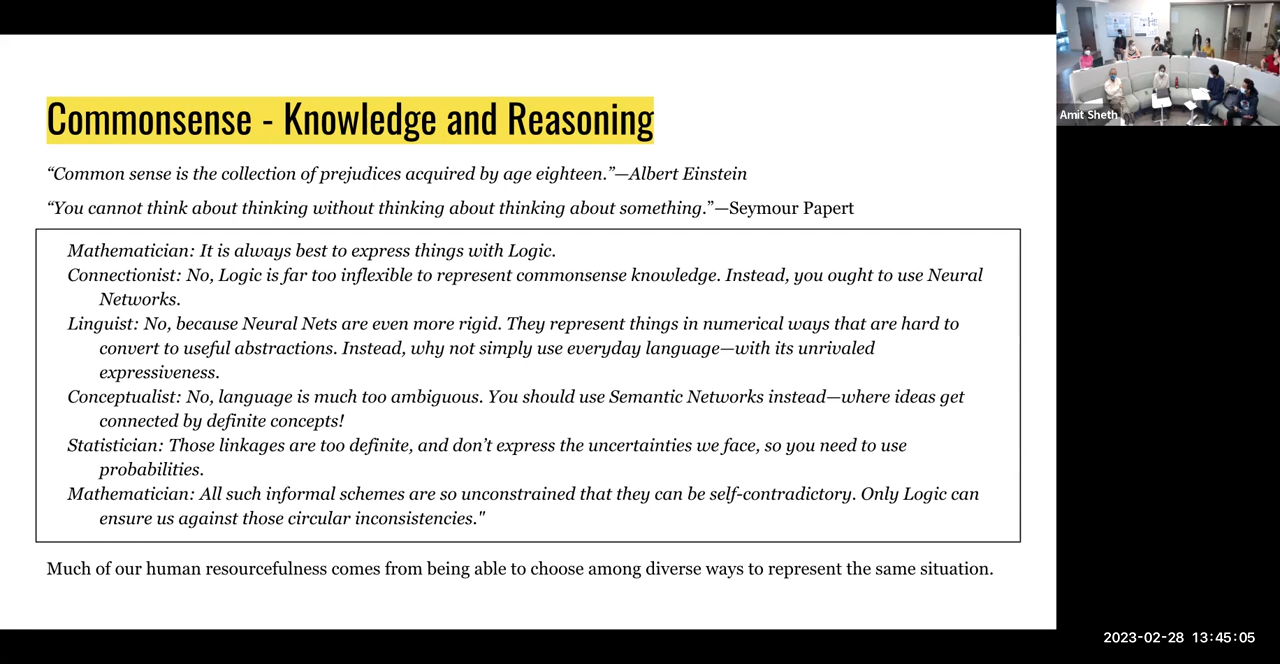 Commonsense - Knowledge and Reasoning
“Common sense is the collection of prejudices acquired by age eighteen.”—Albert Einstein
“You cannot think about thinking without thinking about thinking about something.”—Seymour Papert
Mathematician: It is always best to express things with Logic.
Connectionist: No, Logic is far too inflexible to represent commonsense knowledge. Instead, you ought to use Neural
Networks.
Linguist: No, because Neural Nets are even more rigid. They represent things in numerical ways that are hard to
convert to useful abstractions. Instead, why not simply use everyday language—with its unrivaled
expressiveness.
Conceptualist: No, language is much too ambiguous. You should use Semantic Networks instead—where ideas get
connected by definite concepts!
Statistician: Those linkages are too definite, and don’t express the uncertainties we face, so you need to use
probabilities.
Mathematician: All such informal schemes are so unconstrained that they can be self-contradictory. Only Logic can
ensure us against those circular inconsistencies."
Much of our human resourcefulness comes from being able to choose among diverse ways to represent the same situation.
Amit Sheth
2023-02-28 13:45:05